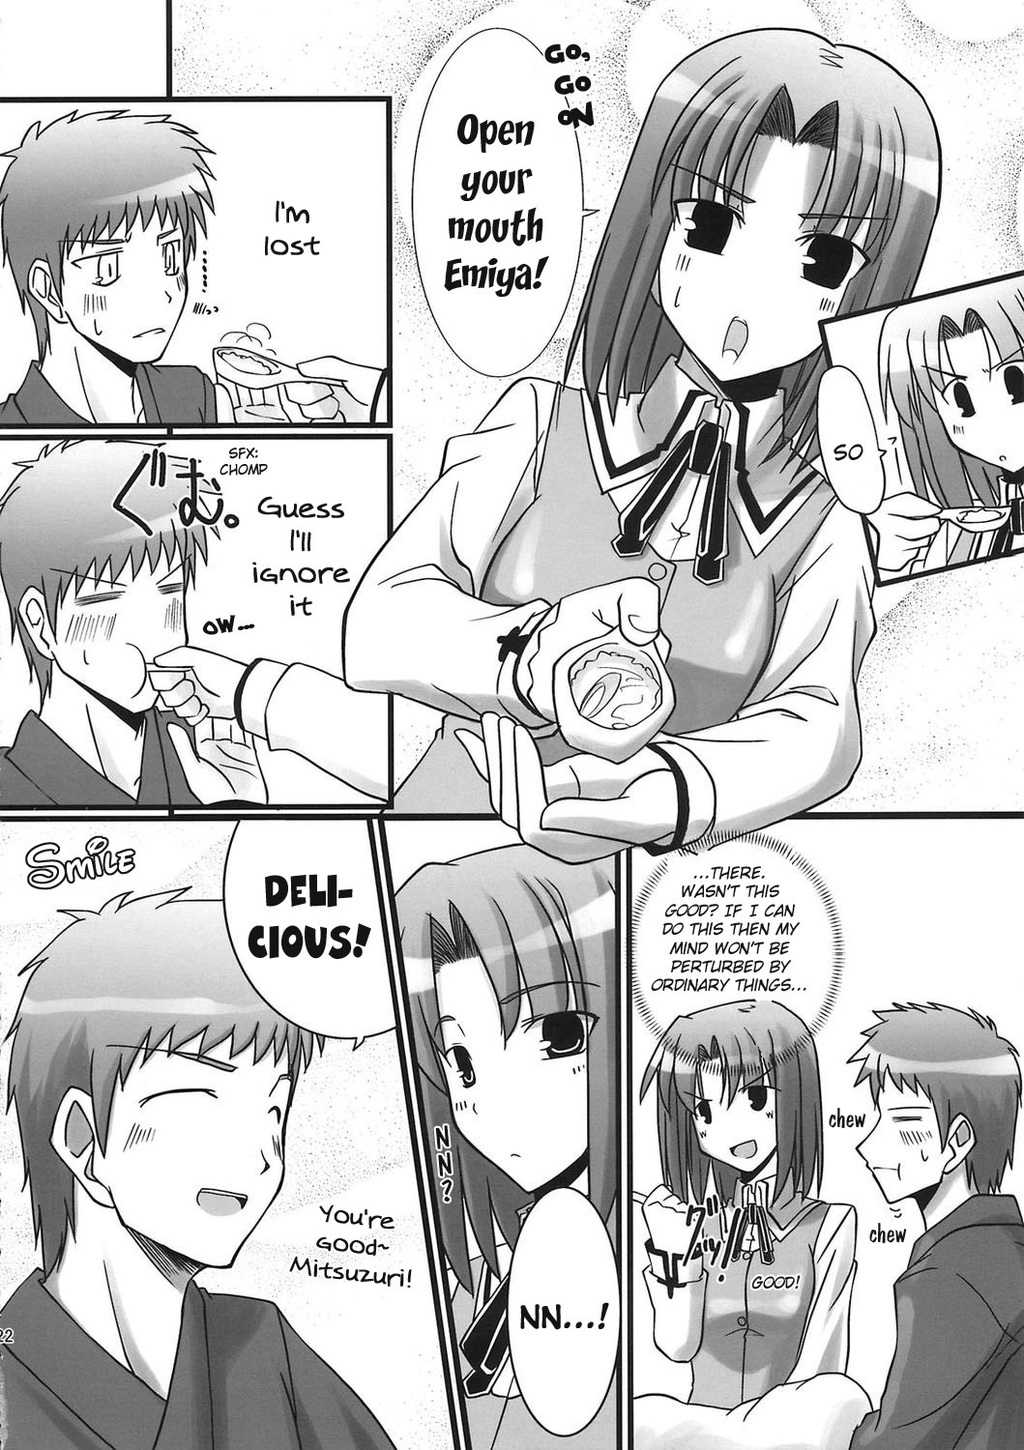 SO
GO,
GO
ON
Open
your
mouth
Emiya!
I'm
lost
SFX:
CHOMP
ぐむ。
Guess
I'll
ignore
it
OW...
...THERE.
WASN'T THIS
GOOD? IF I CAN
DO THIS THEN MY
MIND WON'T BE
PERTURBED BY
ORDINARY THINGS...
chew
chew
グッ!
GOOD!
NN?
NN...!
SMILE
DELI-
CIOUS!
You're
Good~
Mitsuzuri!
22